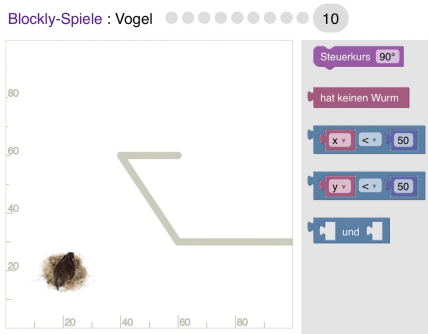 Blockly-Spiele : Vogel 10
Steuerkurs 90°
hat keinen Wurm
x < 50
y < 50
und
80
60
40
20
20 40 60 80